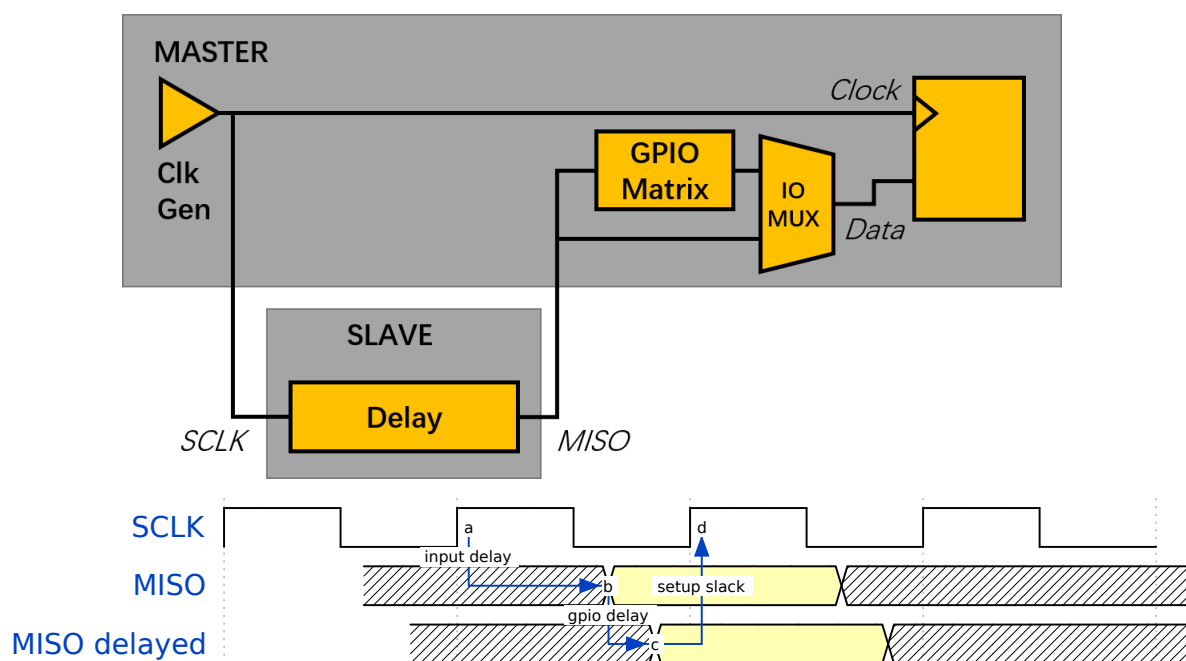 MASTER
Clock
Clk
Gen
GPIO
Matrix
IO
MUX
Data
SLAVE
Delay
SCLK
MISO
SCLK
a
d
input delay
MISO
b
setup slack
gpio delay
MISO delayed
c